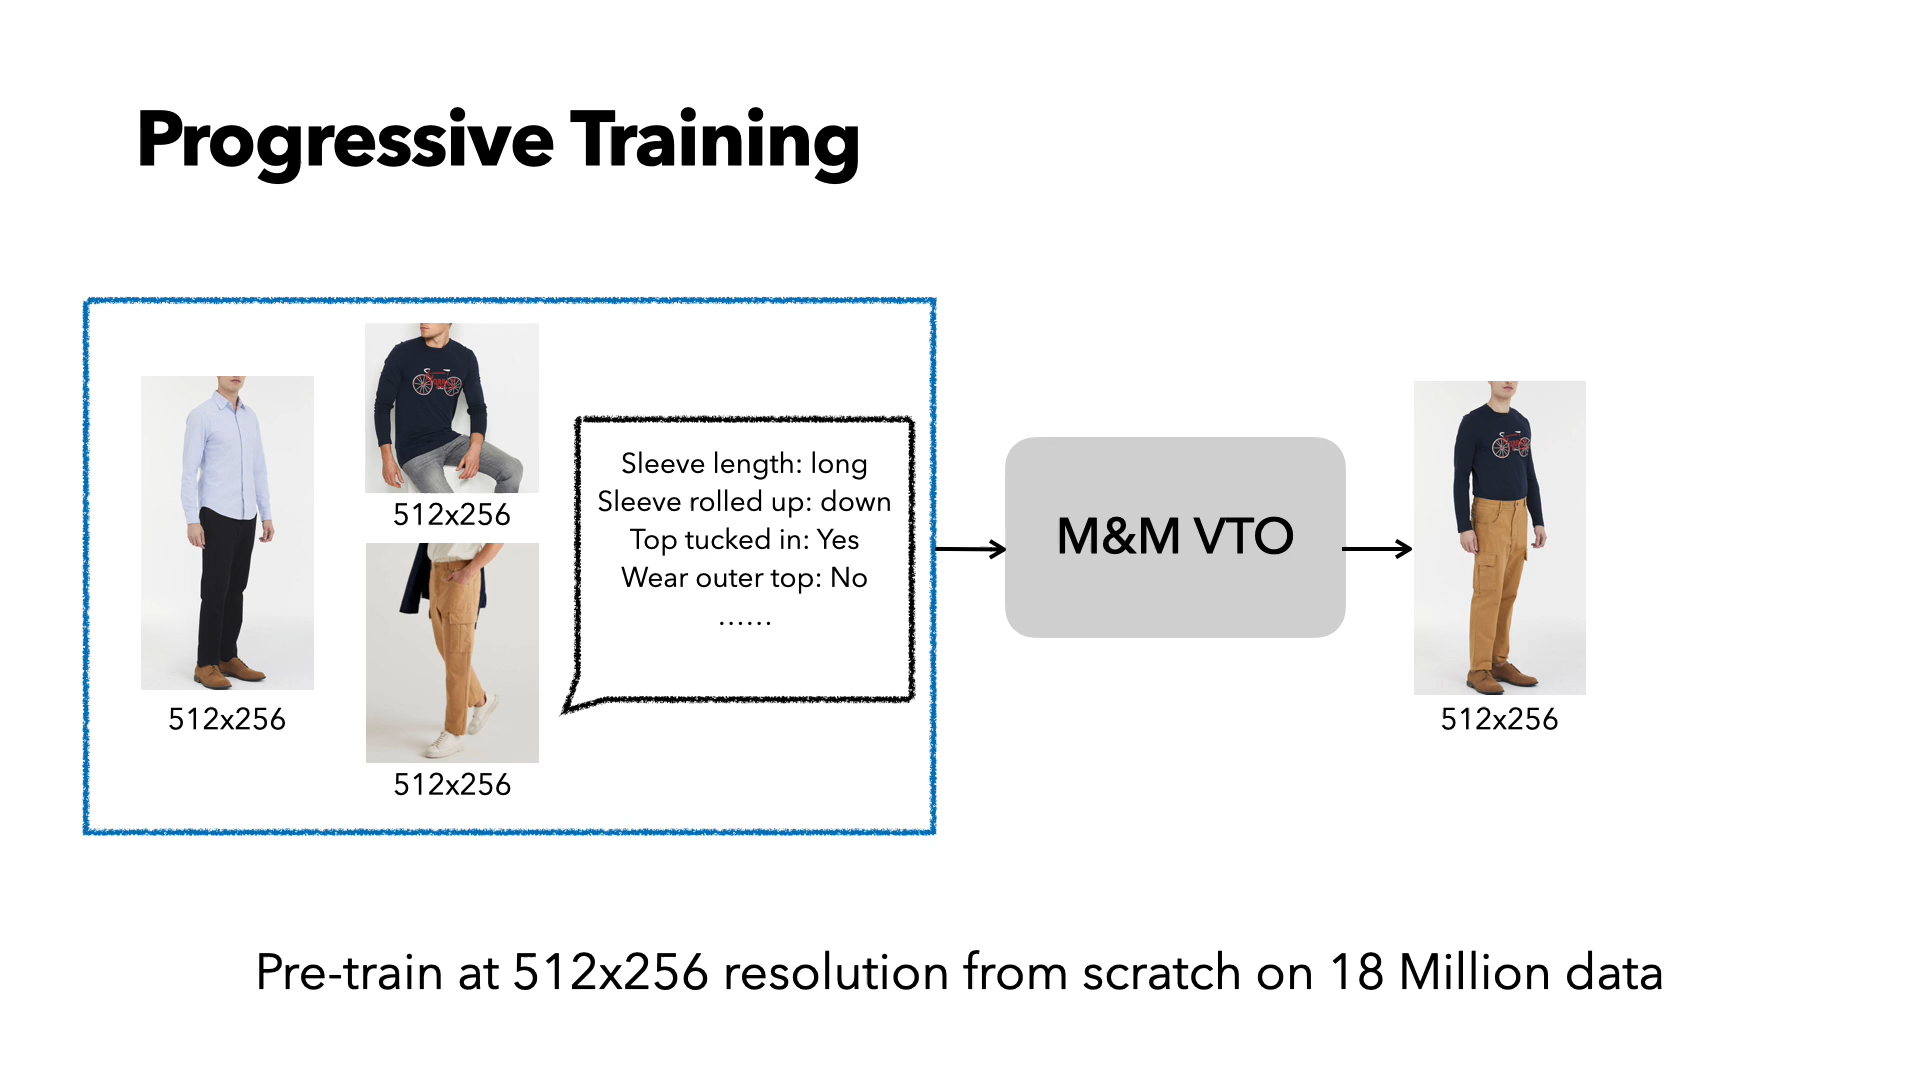 Progressive Training
512x256
512x256
512x256
Sleeve length: long
Sleeve rolled up: down
Top tucked in: Yes
Wear outer top: No
......
M&M VTO
512x256
Pre-train at 512x256 resolution from scratch on 18 Million data